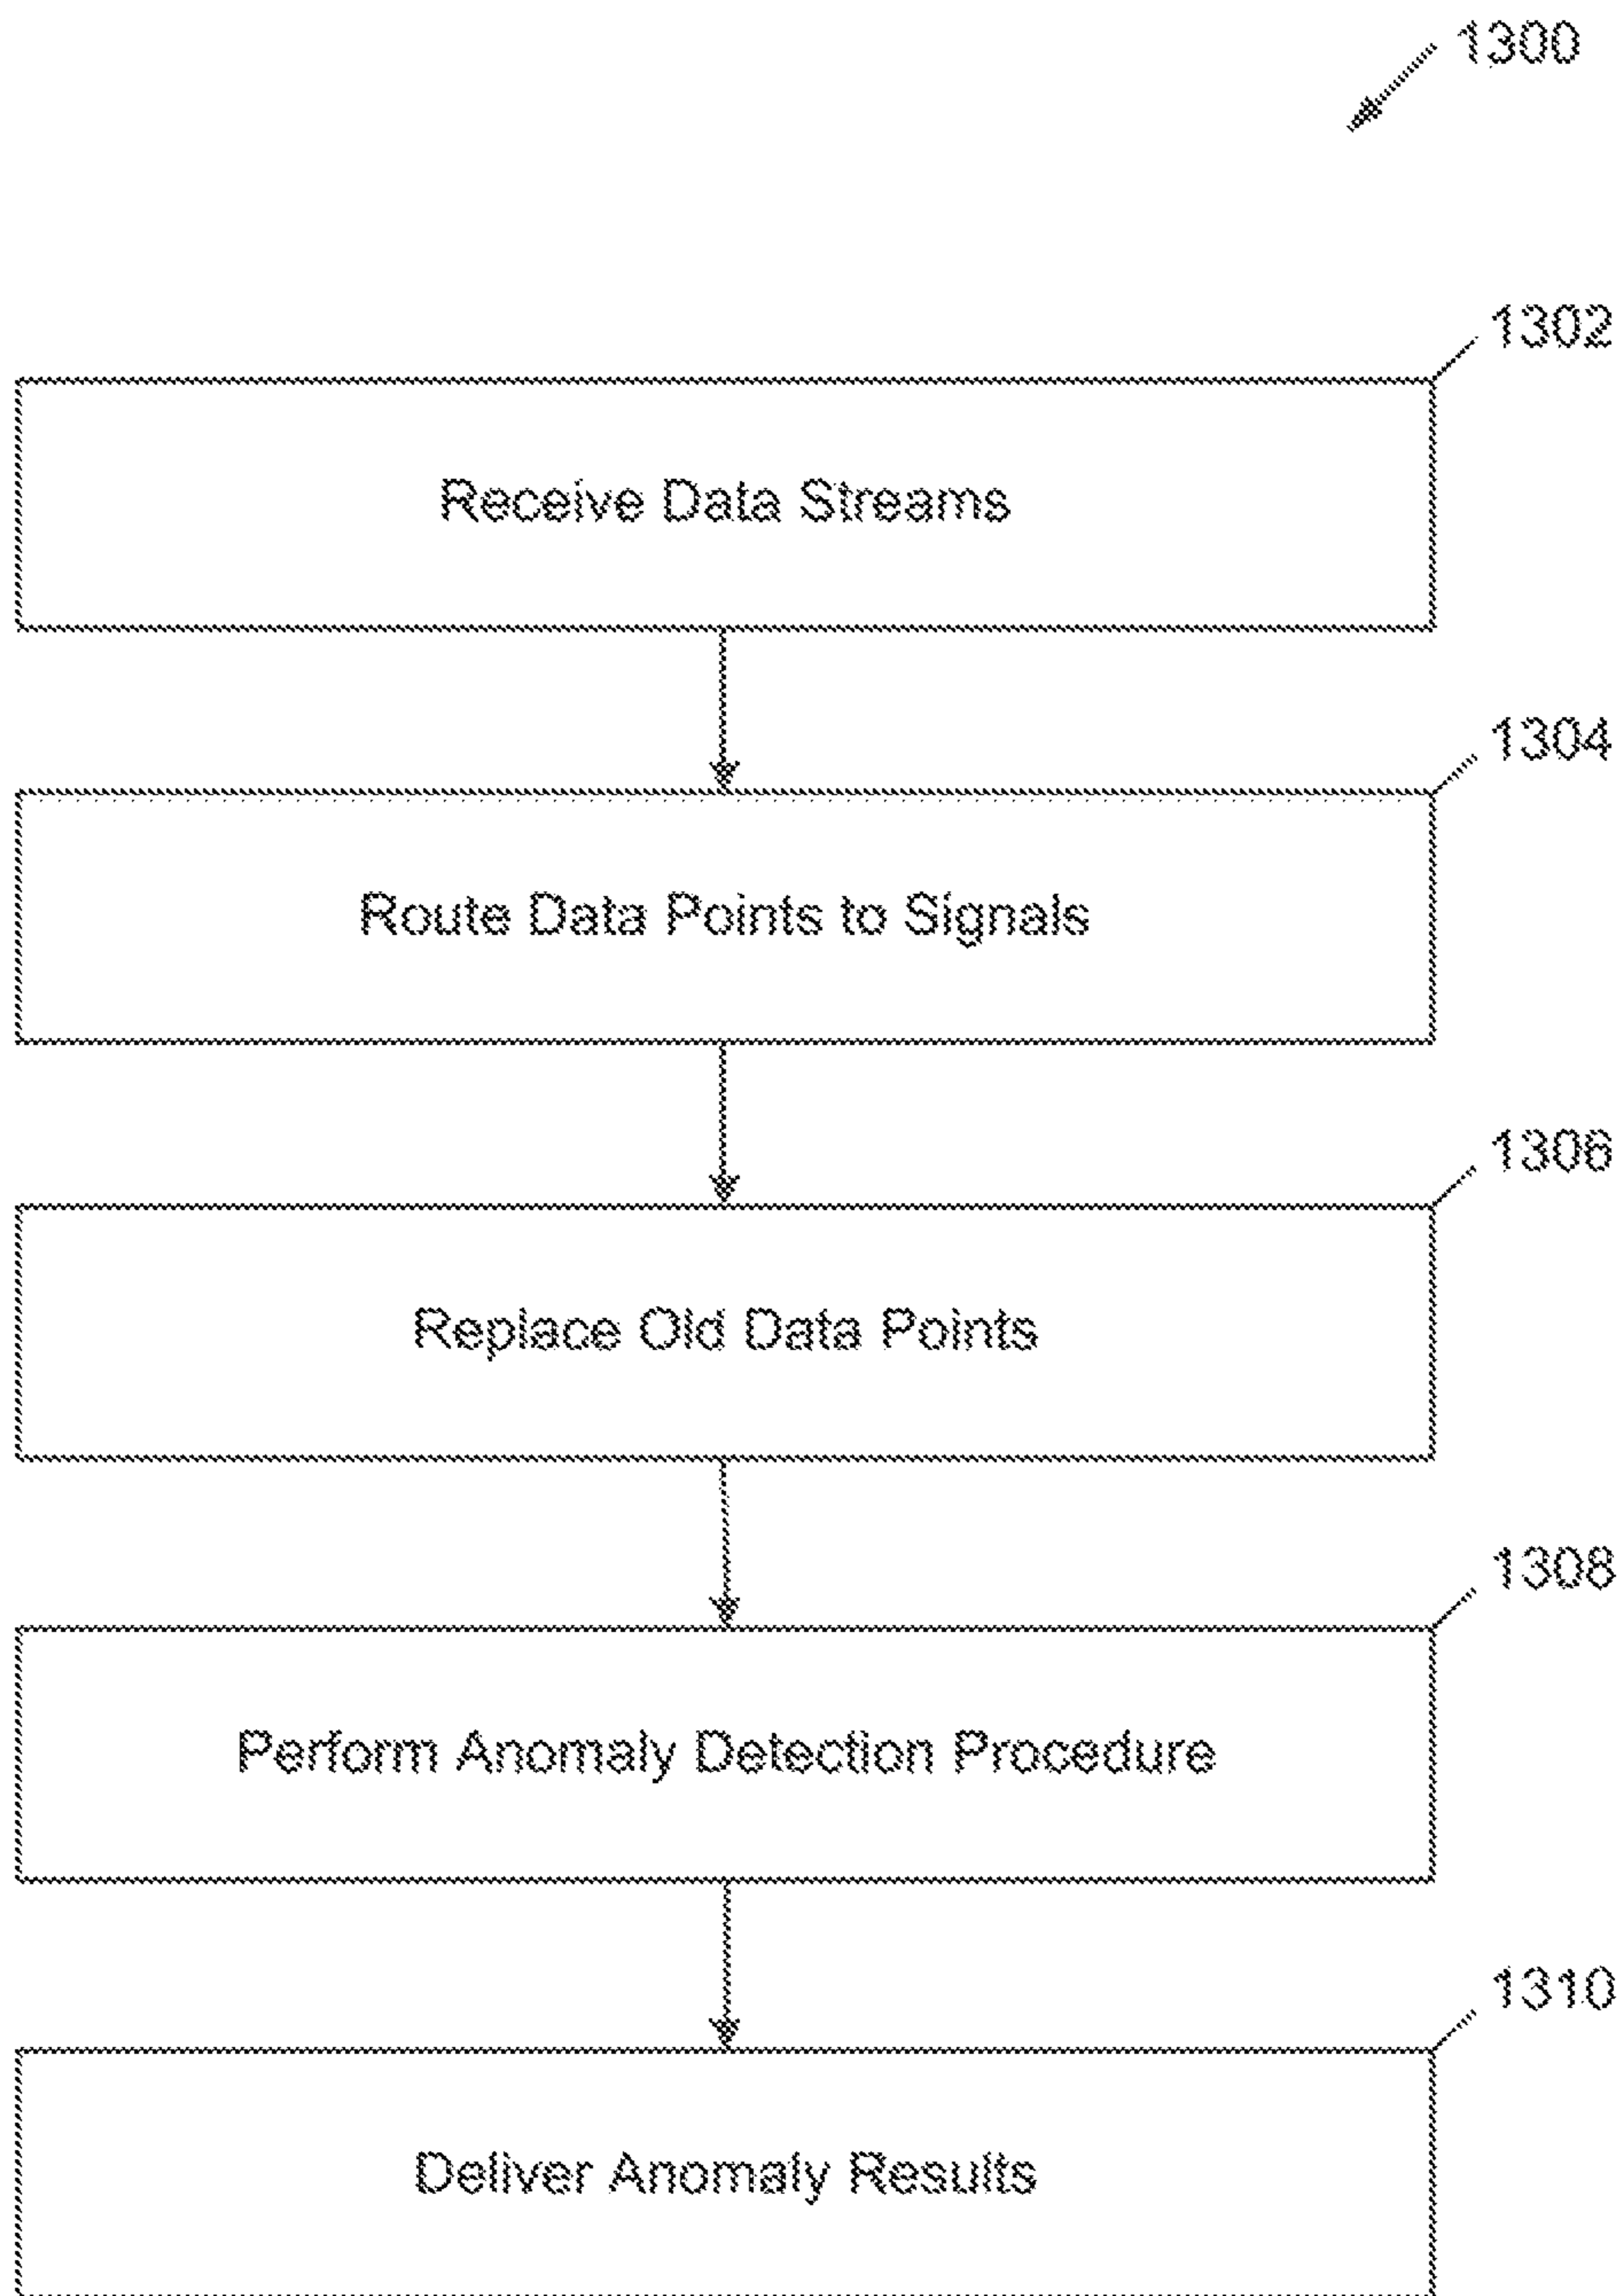 1300
1302
Receive Data Streams
1304
Route Data Points to Signals
1306
Replace Old Data Points
1308
Perform Anomaly Detection Procedure
1310
Deliver Anomaly Results